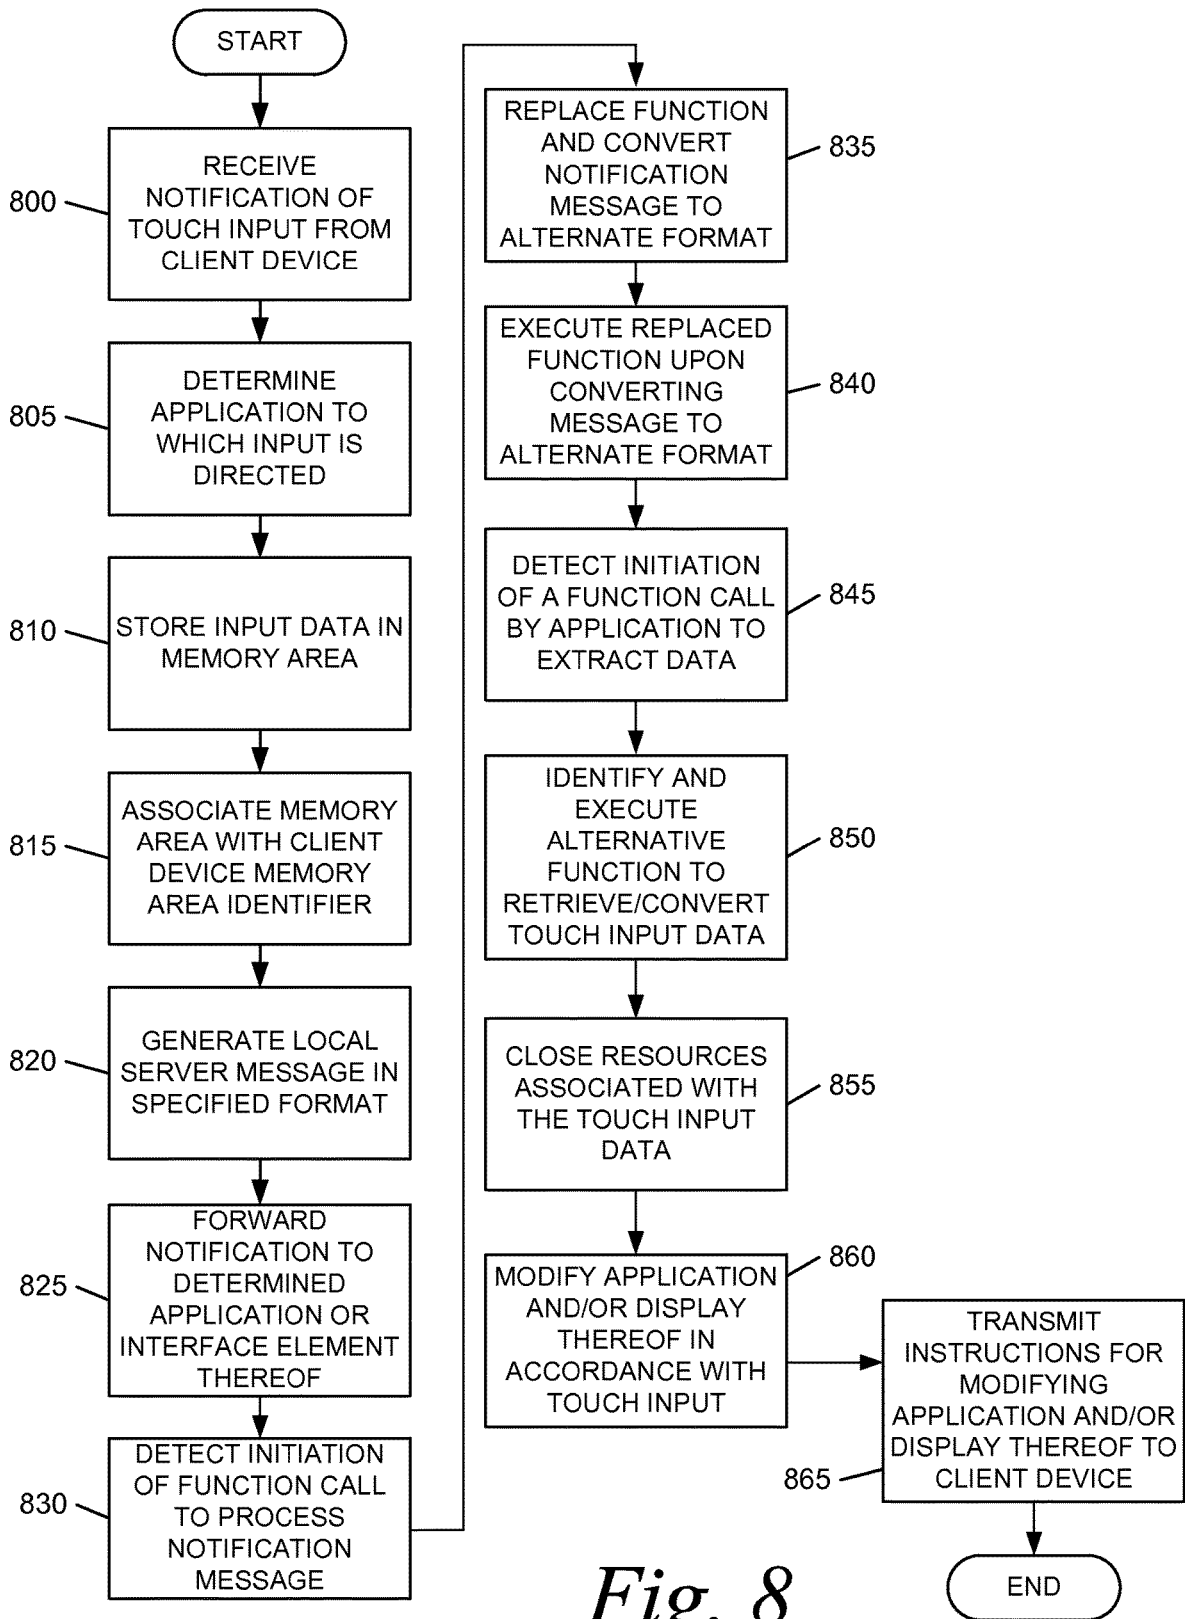 START
800
RECEIVE
NOTIFICATION OF
TOUCH INPUT FROM
CLIENT DEVICE
805
DETERMINE
APPLICATION TO
WHICH INPUT IS
DIRECTED
810
STORE INPUT DATA IN
MEMORY AREA
815
ASSOCIATE MEMORY
AREA WITH CLIENT
DEVICE MEMORY
AREA IDENTIFIER
820
GENERATE LOCAL
SERVER MESSAGE IN
SPECIFIED FORMAT
825
FORWARD
NOTIFICATION TO
DETERMINED
APPLICATION OR
INTERFACE ELEMENT
THEREOF
830
DETECT INITIATION
OF FUNCTION CALL
TO PROCESS
NOTIFICATION
MESSAGE
REPLACE FUNCTION
AND CONVERT
NOTIFICATION
MESSAGE TO
ALTERNATE FORMAT
835
EXECUTE REPLACED
FUNCTION UPON
CONVERTING
MESSAGE TO
ALTERNATE FORMAT
840
DETECT INITIATION
OF A FUNCTION CALL
BY APPLICATION TO
EXTRACT DATA
845
IDENTIFY AND
EXECUTE
ALTERNATIVE
FUNCTION TO
RETRIEVE/CONVERT
TOUCH INPUT DATA
850
CLOSE RESOURCES
ASSOCIATED WITH
THE TOUCH INPUT
DATA
855
MODIFY APPLICATION
AND/OR DISPLAY
THEREOF IN
ACCORDANCE WITH
TOUCH INPUT
860
TRANSMIT
INSTRUCTIONS FOR
MODIFYING
APPLICATION AND/OR
DISPLAY THEREOF TO
CLIENT DEVICE
865
END
Fig. 8